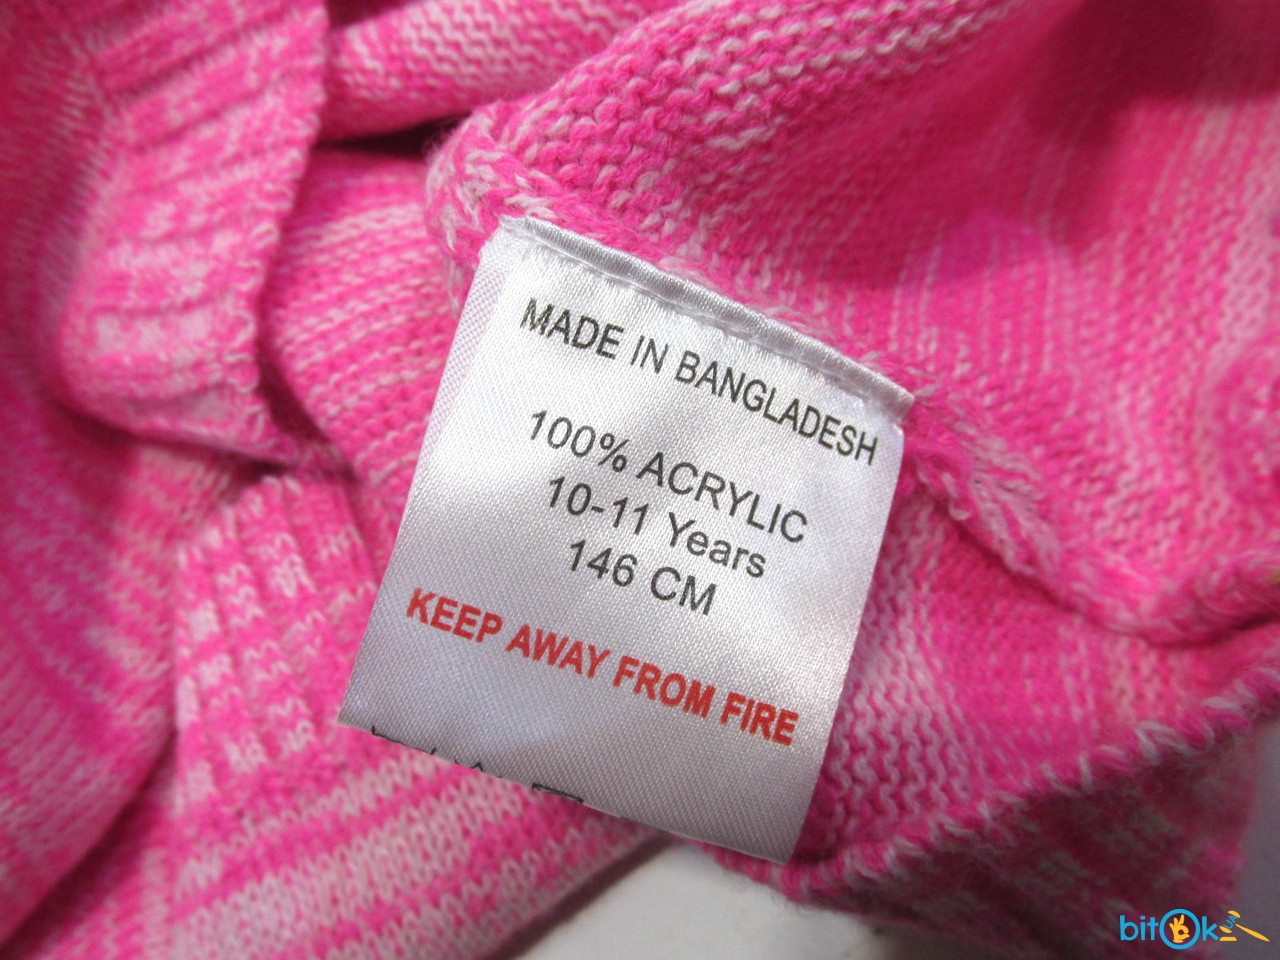 MADE IN BANGLADESH
100% ACRYLIC
10-11 Years
146 CM
KEEP AWAY FROM FIRE
bitOk